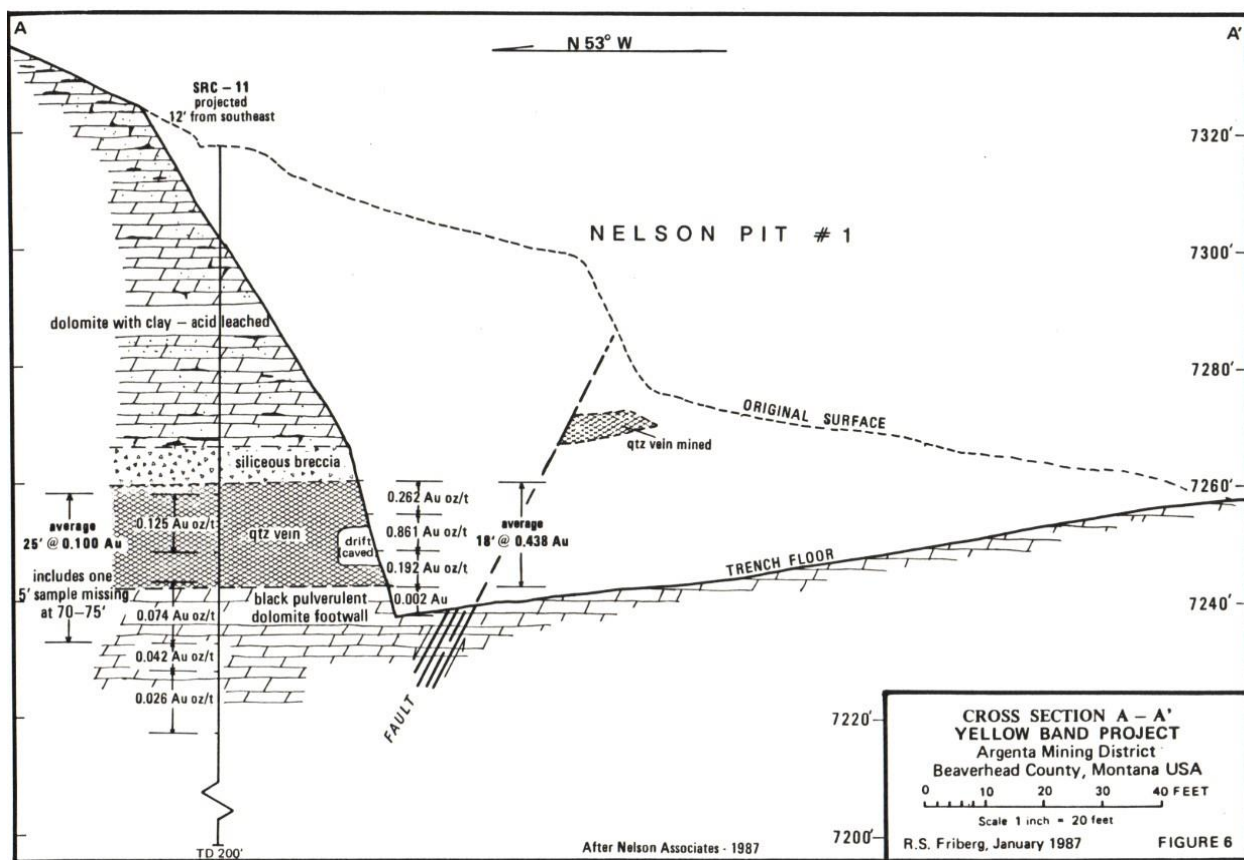 A
A'
N 53° W
SRC – 11
projected
12' from southeast
7320'
NELSON PIT # 1
7300'
dolomite with clay – acid leached
7280'
ORIGINAL SURFACE
qtz vein mined
siliceous breccia
7260'
average
25' @ 0.100 Au
includes one
5' sample missing
at 70–75'
0.125 Au oz/t
qtz vein
drift
(caved)
0.262 Au oz/t
0.861 Au oz/t
0.192 Au oz/t
0.002 Au
average
18' @ 0.438 Au
TRENCH FLOOR
black pulverulent
dolomite footwall
7240'
0.074 Au oz/t
0.042 Au oz/t
0.026 Au oz/t
FAULT
7220'
7200'
TD 200'
After Nelson Associates - 1987
CROSS SECTION A – A'
YELLOW BAND PROJECT
Argenta Mining District
Beaverhead County, Montana USA
0 10 20 30 40 FEET
Scale 1 inch = 20 feet
R.S. Friberg, January 1987 FIGURE 6